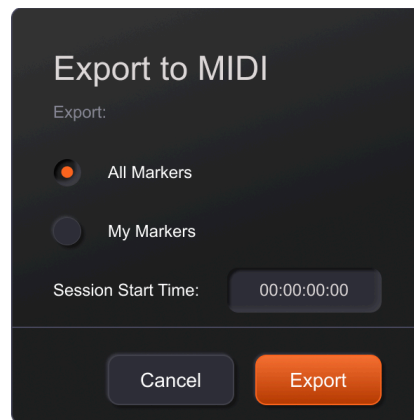 Export to MIDI
Export:
All Markers
My Markers
Session Start Time: 00:00:00:00
Cancel Export